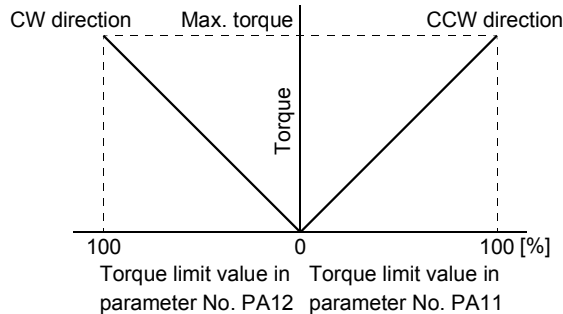 CW direction
Max. torque
CCW direction
Torque
100
0
100 [%]
Torque limit value in
parameter No. PA12
Torque limit value in
parameter No. PA11